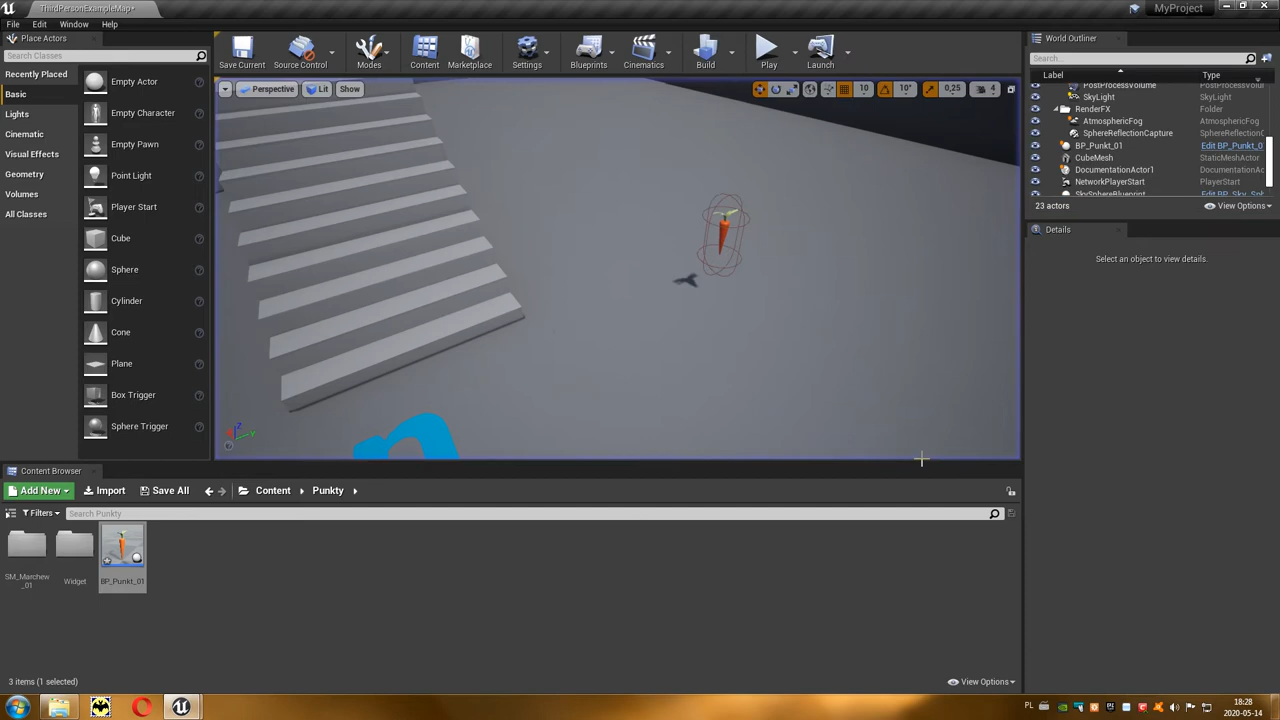 ThirdPersonExampleMap*
MyProject
File Edit Window Help
Place Actors
Search Classes
Recently Placed
Basic
Lights
Cinematic
Visual Effects
Geometry
Volumes
All Classes
Empty Actor
Empty Character
Empty Pawn
Point Light
Player Start
Cube
Sphere
Cylinder
Cone
Plane
Box Trigger
Sphere Trigger
Save Current
Source Control
Modes
Content
Marketplace
Settings
Blueprints
Cinematics
Build
Play
Launch
Perspective Lit Show
10 10° 0,25 4
World Outliner
Search...
Label Type
PostProcessVolume PostProcessVolu
SkyLight SkyLight
RenderFX Folder
AtmosphericFog AtmosphericFog
SphereReflectionCapture SphereReflection
BP_Punkt_01 Edit BP_Punkt_0
CubeMesh StaticMeshActor
DocumentationActor1 DocumentationAc
NetworkPlayerStart PlayerStart
SkySphereBlueprint Edit BP_Sky_Sph
23 actors View Options
Details
Select an object to view details.
Content Browser
Add New Import Save All Content Punkty
Filters Search Punkty
SM_Marchew_01
Widget
BP_Punkt_01
3 items (1 selected) View Options
PL
18:28
2020-05-14